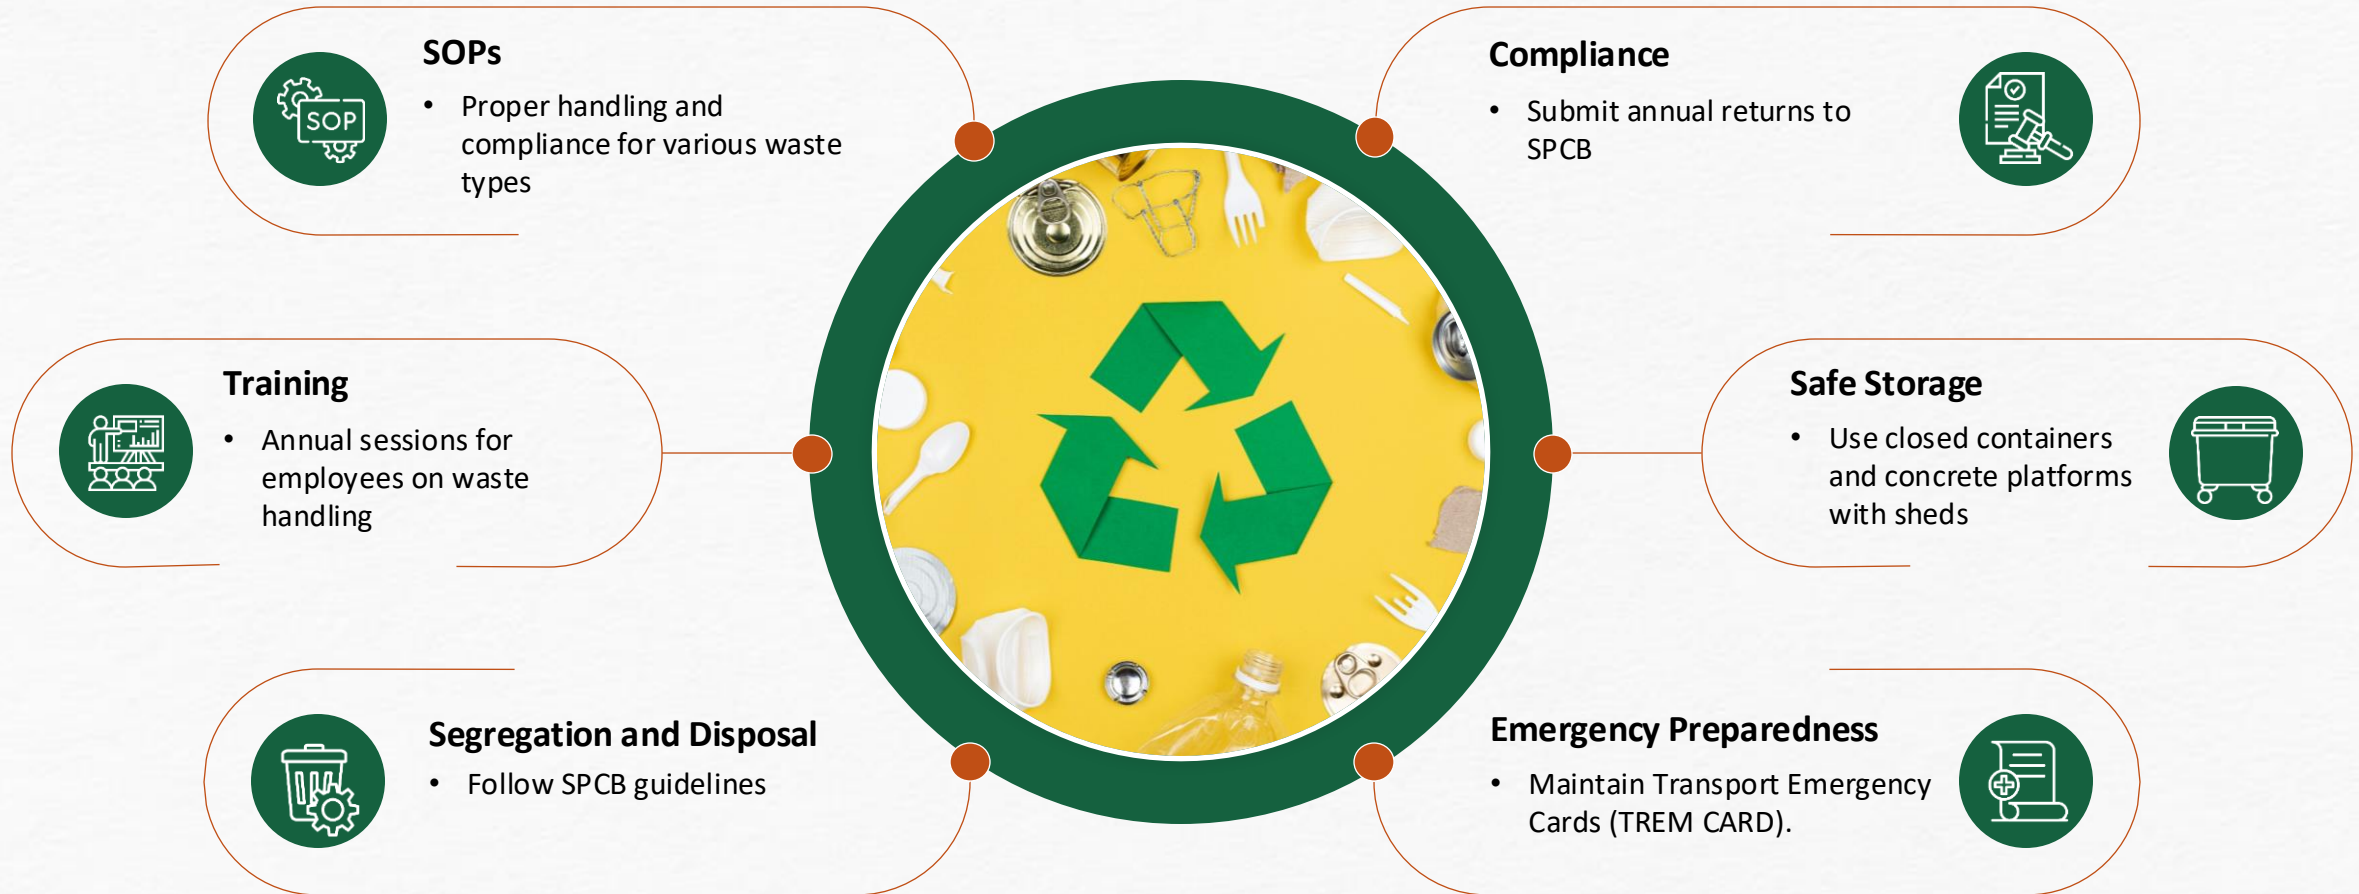 SOPs
• Proper handling and
compliance for various waste
types
SOP
Compliance
• Submit annual returns to
SPCB
Training
• Annual sessions for
employees on waste
handling
Safe Storage
• Use closed containers
and concrete platforms
with sheds
Segregation and Disposal
• Follow SPCB guidelines
Emergency Preparedness
• Maintain Transport Emergency
Cards (TREM CARD).